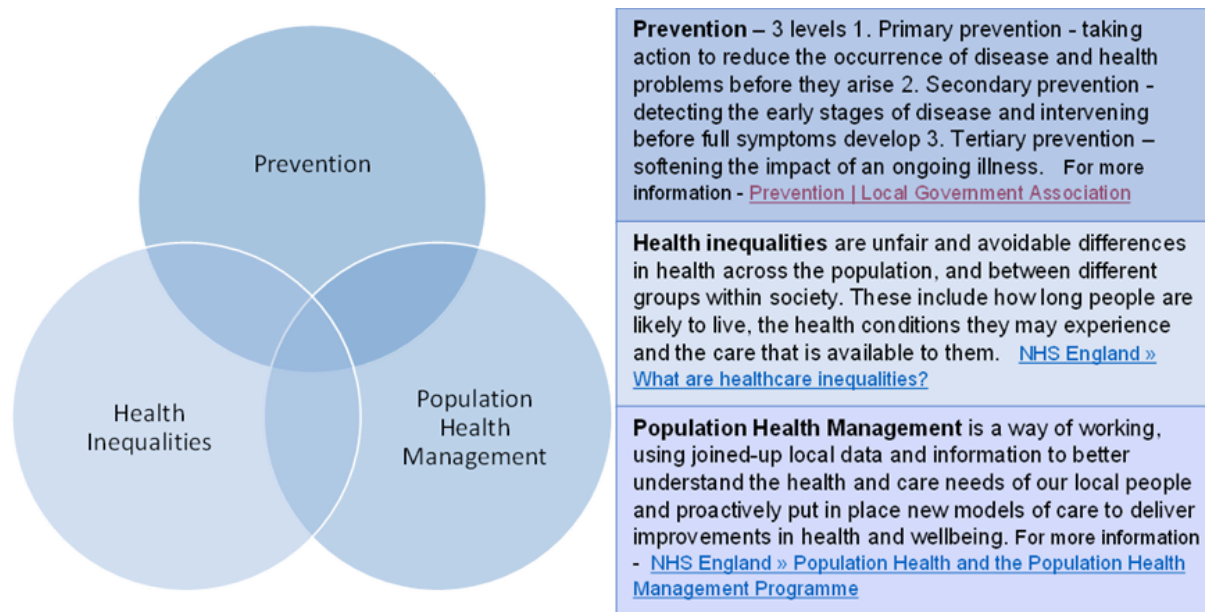 Prevention
Health
Inequalities
Population
Health
Management
Prevention – 3 levels 1. Primary prevention - taking
action to reduce the occurrence of disease and health
problems before they arise 2. Secondary prevention -
detecting the early stages of disease and intervening
before full symptoms develop 3. Tertiary prevention –
softening the impact of an ongoing illness. For more
information - Prevention | Local Government Association
Health inequalities are unfair and avoidable differences
in health across the population, and between different
groups within society. These include how long people are
likely to live, the health conditions they may experience
and the care that is available to them. NHS England »
What are healthcare inequalities?
Population Health Management is a way of working,
using joined-up local data and information to better
understand the health and care needs of our local people
and proactively put in place new models of care to deliver
improvements in health and wellbeing. For more information
- NHS England » Population Health and the Population Health
Management Programme